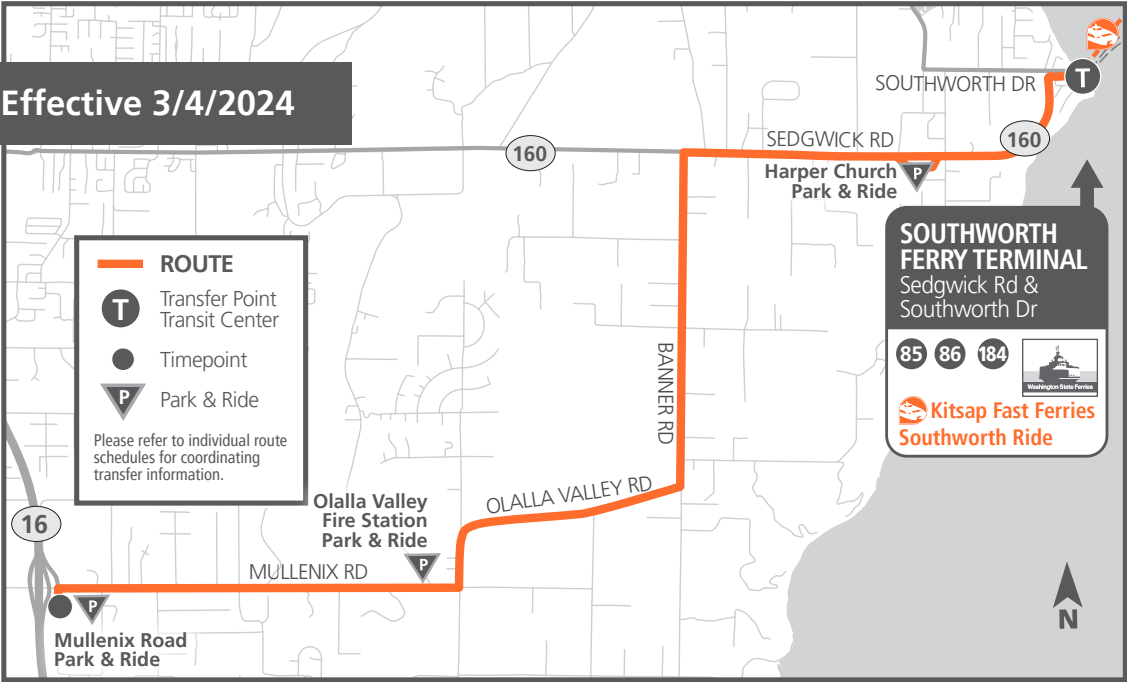 Effective 3/4/2024
SOUTHWORTH DR
T
SEDGWICK RD
160
160
Harper Church
Park & Ride
P
SOUTHWORTH
FERRY TERMINAL
Sedgwick Rd &
Southworth Dr
85 86 184
Washington State Ferries
Kitsap Fast Ferries
Southworth Ride
ROUTE
T
Transfer Point
Transit Center
Timepoint
P
Park & Ride
Please refer to individual route
schedules for coordinating
transfer information.
BANNER RD
OLALLA VALLEY RD
Olalla Valley
Fire Station
Park & Ride
P
16
MULLENIX RD
P
Mullenix Road
Park & Ride
N